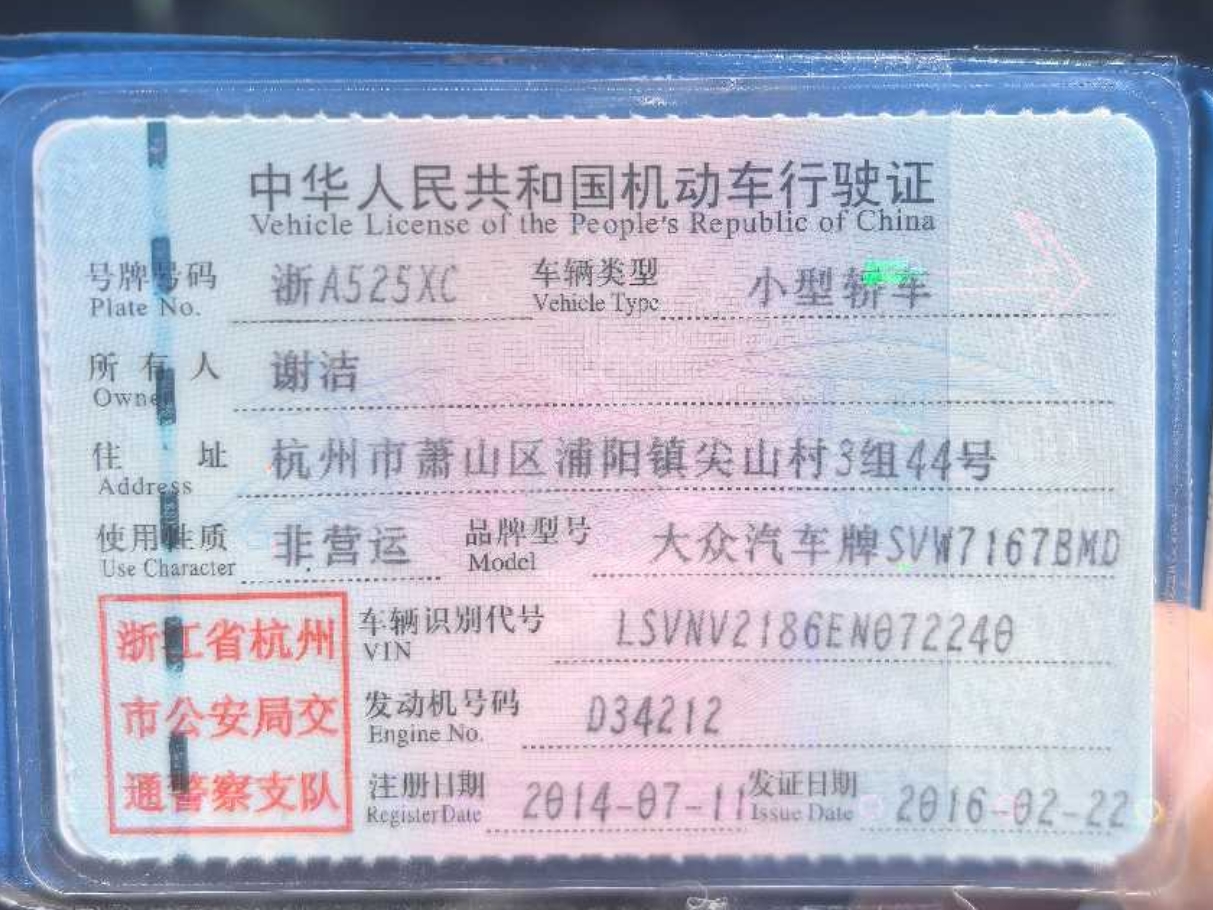 中华人民共和国机动车行驶证
Vehicle License of the People's Republic of China
号牌号码 浙A525XC 车辆类型 小型轿车
Plate No. Vehicle Type
所有人 谢洁
Owner
住址 杭州市萧山区浦阳镇尖山村3组44号
Address
使用性质 非营运 品牌型号 大众汽车牌SVW7167BMD
Use Character Model
浙江省杭州
市公安局交
通警察支队
车辆识别代号 LSVNV2186EN072240
VIN
发动机号码 D34212
Engine No.
注册日期 2014-07-11 发证日期 2016-02-22
Register Date Issue Date